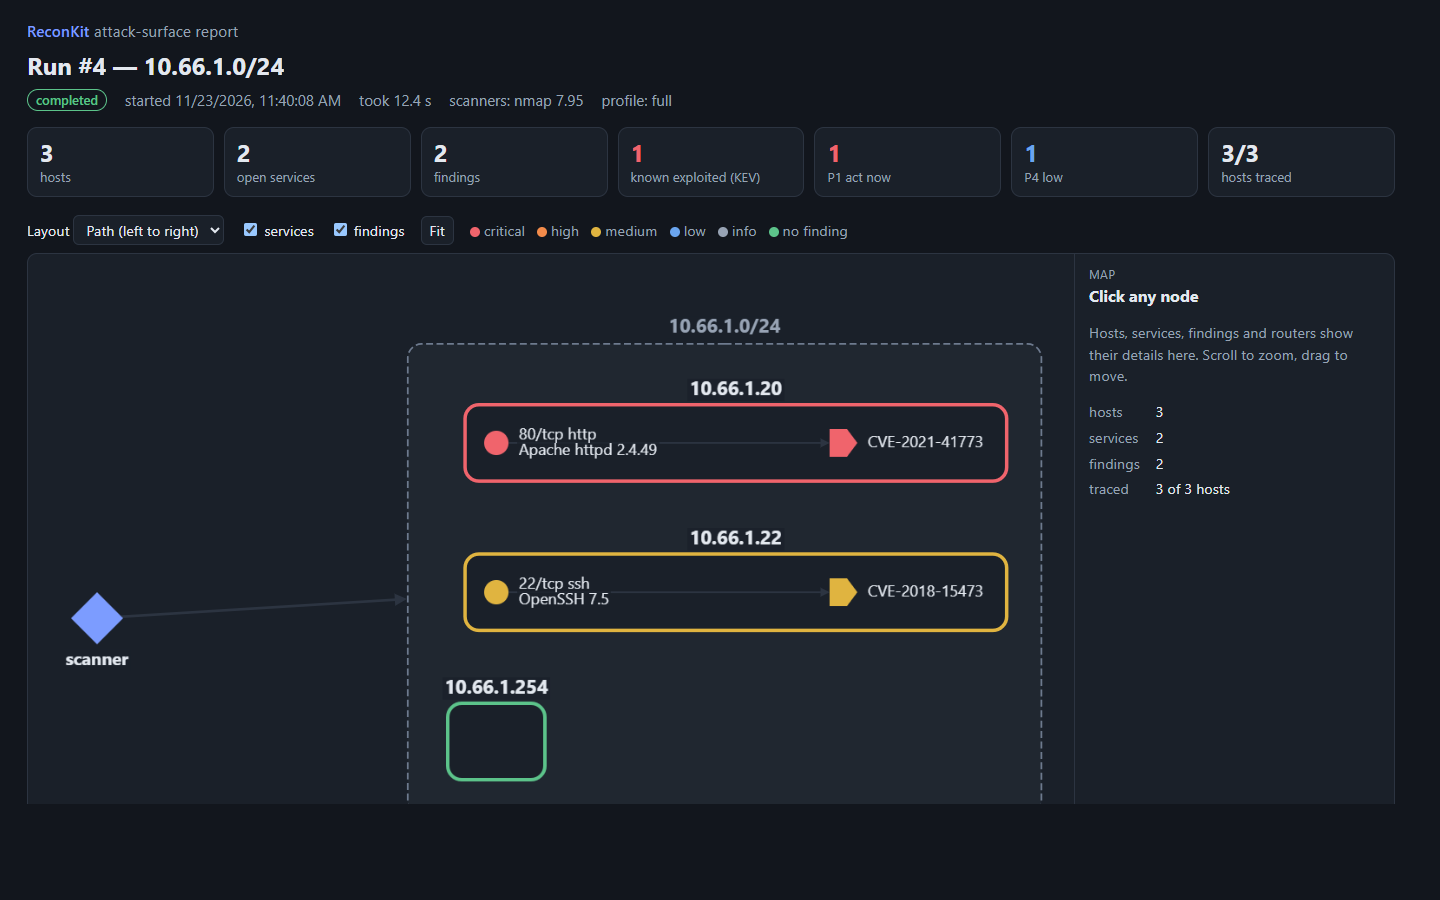 ReconKit attack-surface report
Run #4 — 10.66.1.0/24
completed started 11/23/2026, 11:40:08 AM took 12.4 s scanners: nmap 7.95 profile: full
3
hosts
2
open services
2
findings
1
known exploited (KEV)
1
P1 act now
1
P4 low
3/3
hosts traced
Layout Path (left to right) services findings Fit critical high medium low info no finding
10.66.1.0/24
10.66.1.20
80/tcp http
Apache httpd 2.4.49
CVE-2021-41773
10.66.1.22
22/tcp ssh
OpenSSH 7.5
CVE-2018-15473
scanner
10.66.1.254
MAP
Click any node
Hosts, services, findings and routers show
their details here. Scroll to zoom, drag to
move.
hosts 3
services 2
findings 2
traced 3 of 3 hosts